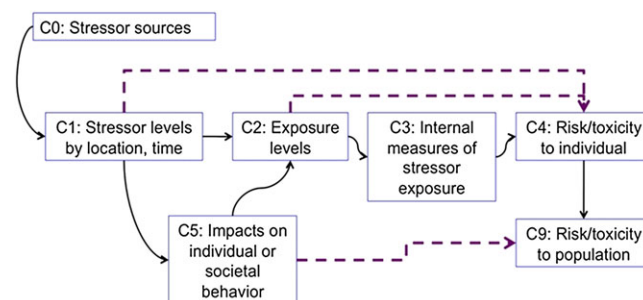 C0: Stressor sources
C1: Stressor levels
by location, time
C2: Exposure
levels
C3: Internal
measures of
stressor
exposure
C4: Risk/toxicity
to individual
C5: Impacts on
individual or
societal
behavior
C9: Risk/toxicity
to population